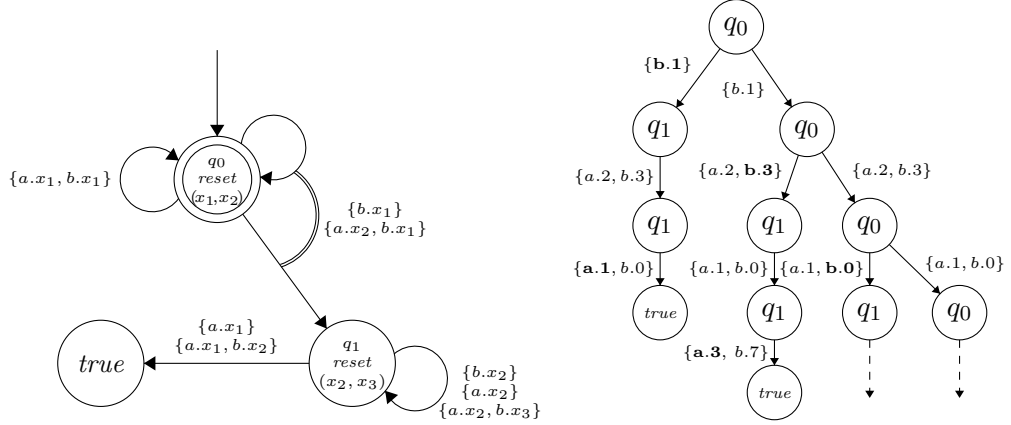 {a.x₁, b.x₁}
q₀
reset
(x₁,x₂)
{b.x₁}
{a.x₂, b.x₁}
true
{a.x₁}
{a.x₁, b.x₂}
q₁
reset
(x₂, x₃)
{b.x₂}
{a.x₂}
{a.x₂, b.x₃}
q₀
{b.1}
{b.1}
q₁
q₀
{a.2, b.3}
{a.2, b.3}
{a.2, b.3}
q₁
q₁
q₀
{a.1, b.0}
{a.1, b.0}
{a.1, b.0}
{a.1, b.0}
true
q₁
q₁
q₀
{a.3, b.7}
true